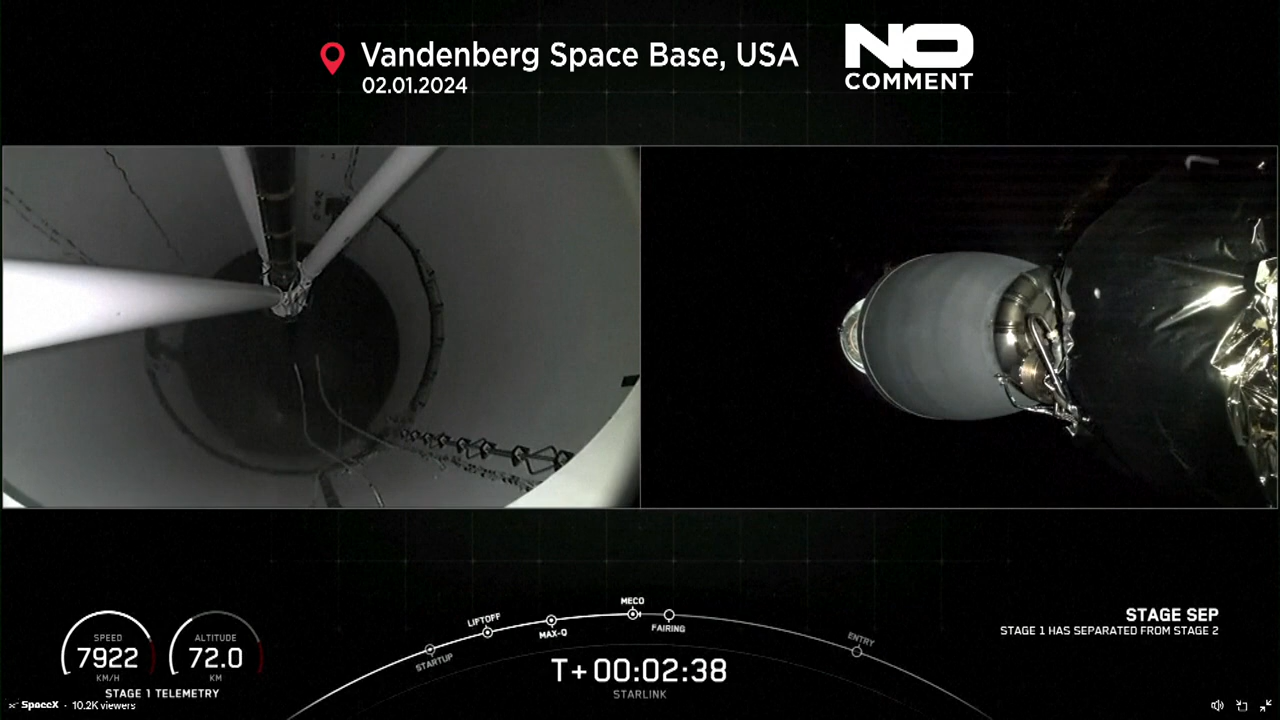 Vandenberg Space Base, USA
02.01.2024
NO
COMMENT
STARTUP
LIFTOFF
MAX-Q
MECO
FAIRING
ENTRY
STAGE SEP
STAGE 1 HAS SEPARATED FROM STAGE 2
SPEED
7922
KM/H
ALTITUDE
72.0
KM
STAGE 1 TELEMETRY
T+00:02:38
STARLINK
SpaceX · 10.2K viewers